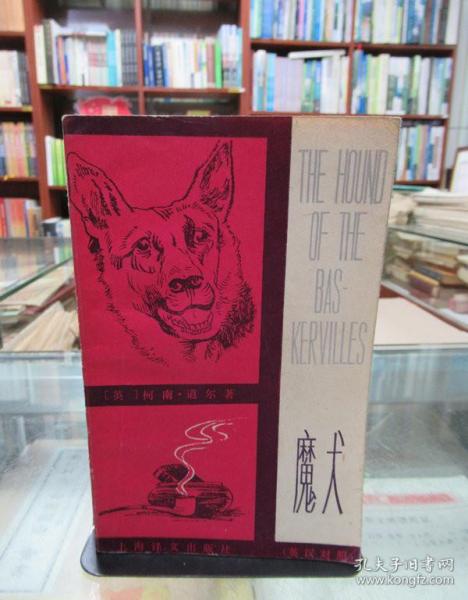 THE HOUND
OF THE
BAS-
KERVILLES
〔英〕柯南·道尔著
魔犬
上海译文出版社
(英汉对照)
孔夫子旧书网
www.kongfz.com